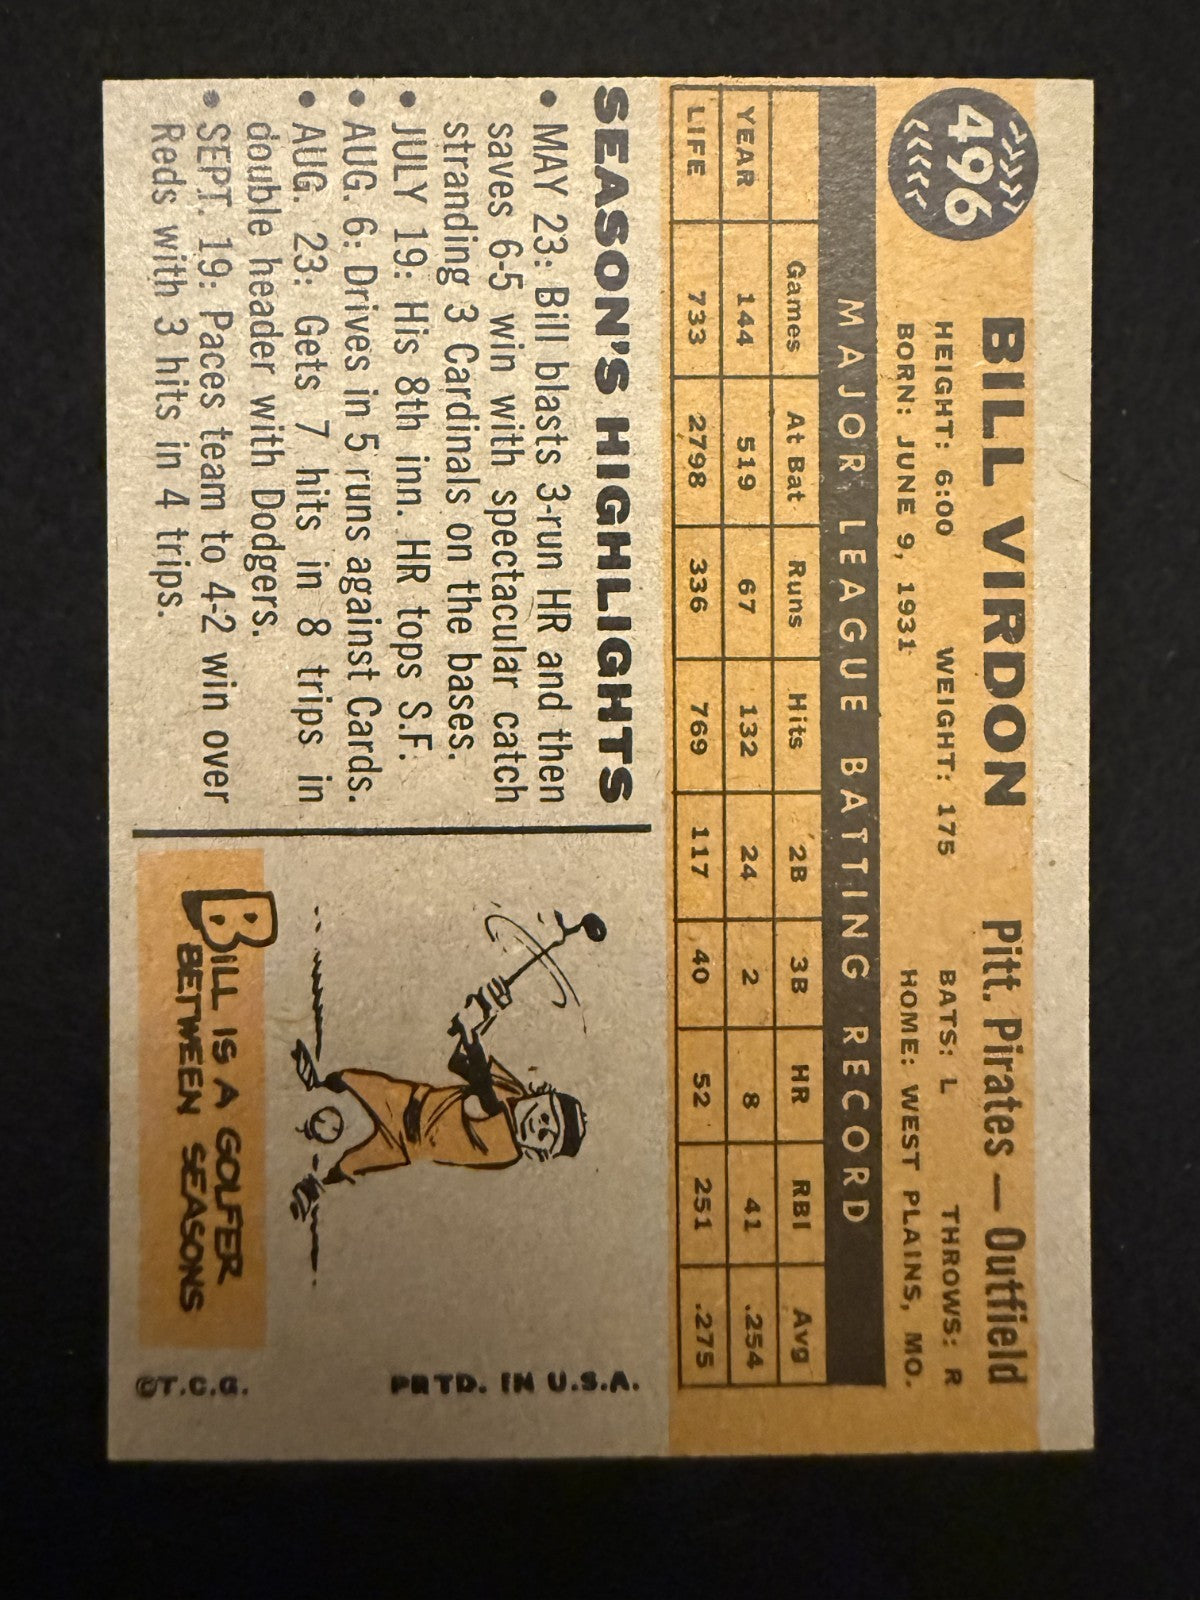 496
BILL VIRDON Pitt. Pirates — Outfield
HEIGHT: 6:00 WEIGHT: 175 BATS: L THROWS: R
BORN: JUNE 9, 1931 HOME: WEST PLAINS, MO.
MAJOR LEAGUE BATTING RECORD
Games At Bat Runs Hits 2B 3B HR RBI Avg
YEAR 144 519 67 132 24 2 8 41 .254
LIFE 733 2798 336 769 117 40 52 251 .275
SEASON'S HIGHLIGHTS
• MAY 23: Bill blasts 3-run HR and then
saves 6-5 win with spectacular catch
stranding 3 Cardinals on the bases.
• JULY 19: His 8th inn. HR tops S.F.
• AUG. 6: Drives in 5 runs against Cards.
• AUG. 23: Gets 7 hits in 8 trips in
double header with Dodgers.
• SEPT. 19: Paces team to 4-2 win over
Reds with 3 hits in 4 trips.
BILL IS A GOLFER
BETWEEN SEASONS
PRTD. IN U.S.A.
©T.C.G.